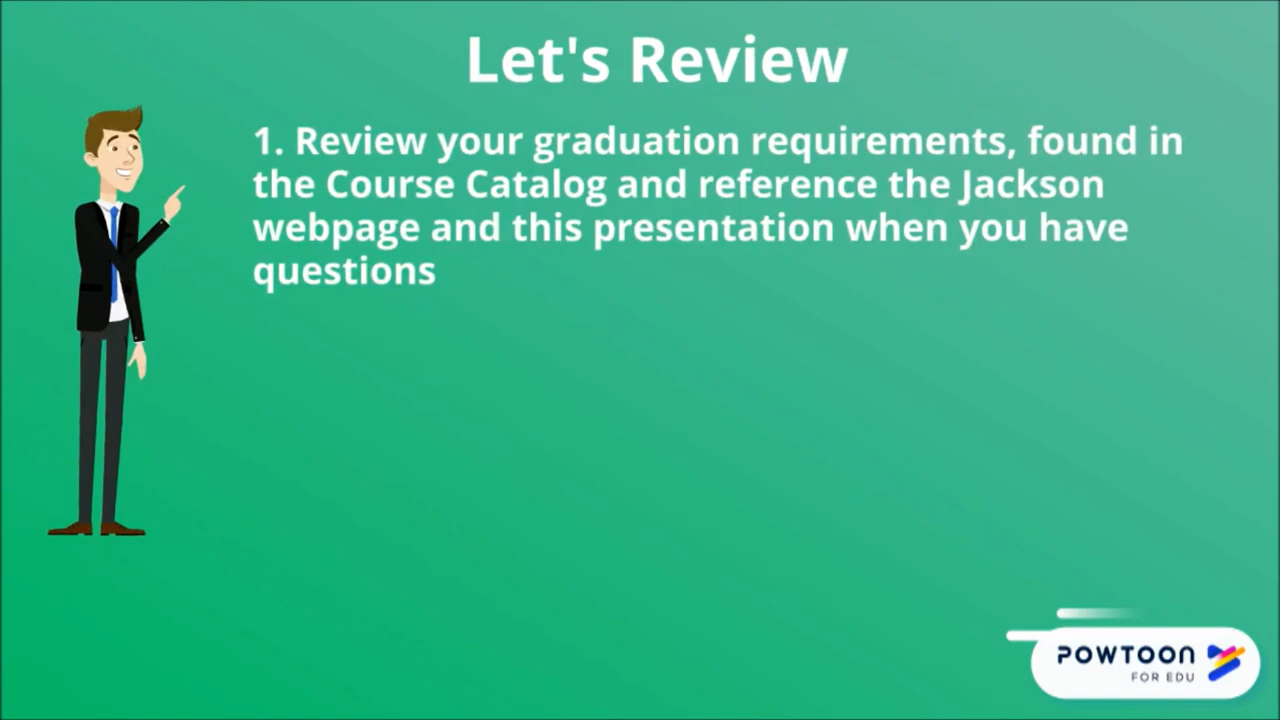 Let's Review
1. Review your graduation requirements, found in
the Course Catalog and reference the Jackson
webpage and this presentation when you have
questions
POWTOON
FOR EDU